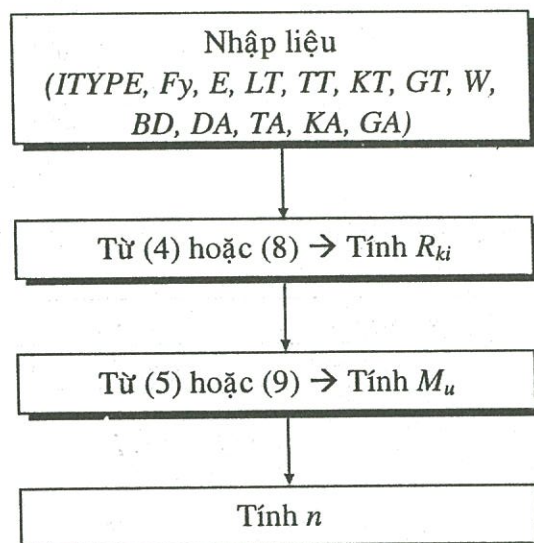 Nhập liệu
(ITYPE, Fy, E, LT, TT, KT, GT, W,
BD, DA, TA, KA, GA)
Từ (4) hoặc (8) → Tính Rki
Từ (5) hoặc (9) → Tính Mu
Tính n